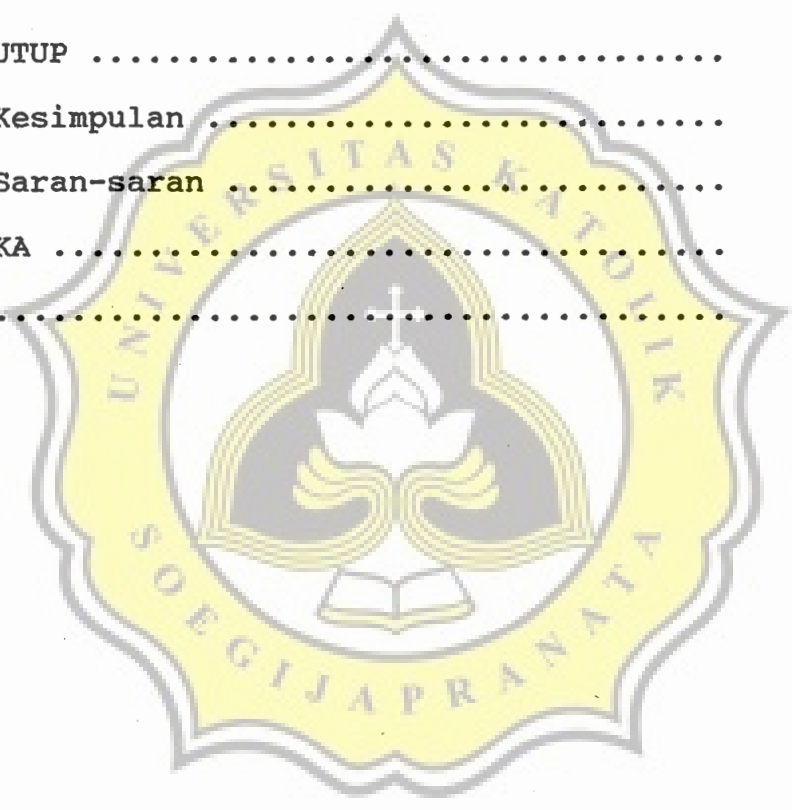 UTUP ..................................
Kesimpulan ...........................
Saran-saran ..........................
KA ...................................
......................................
UNIVERSITAS KATOLIK
SOEGIJAPRANATA